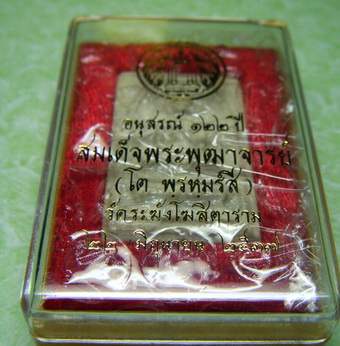 อนุสรณ์ ๑๒๒ ปี
สมเด็จพระพุฒาจารย์
(โต พรหมรํสี)
วัดระฆังโฆสิตาราม
๒๒ มิถุนายน ๒๕๓๗